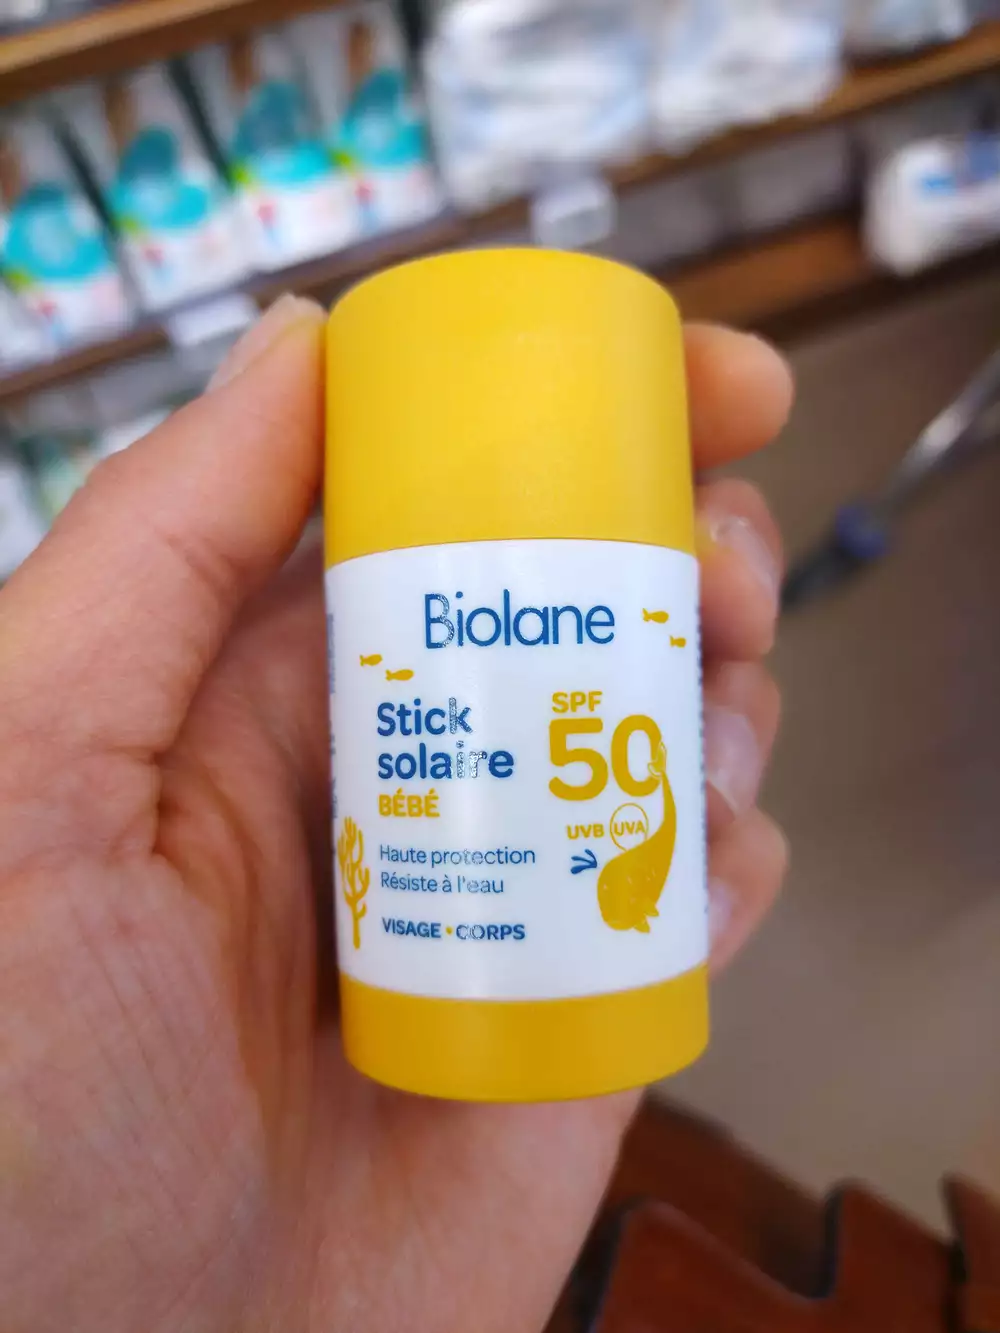 Biolane
Stick
solaire
BÉBÉ
SPF
50
UVB UVA
Haute protection
Résiste à l'eau
VISAGE • CORPS